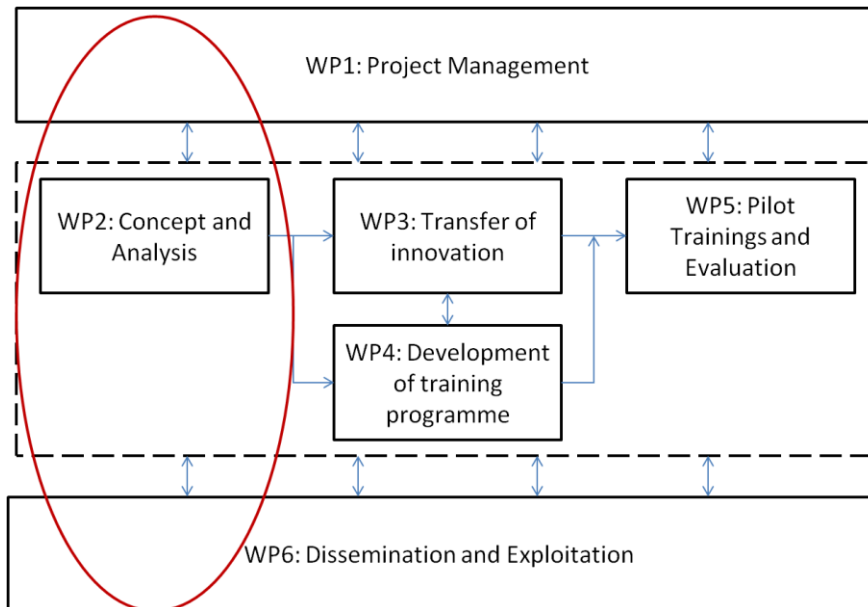 WP1: Project Management
WP2: Concept and
Analysis
WP3: Transfer of
innovation
WP5: Pilot
Trainings and
Evaluation
WP4: Development
of training
programme
WP6: Dissemination and Exploitation